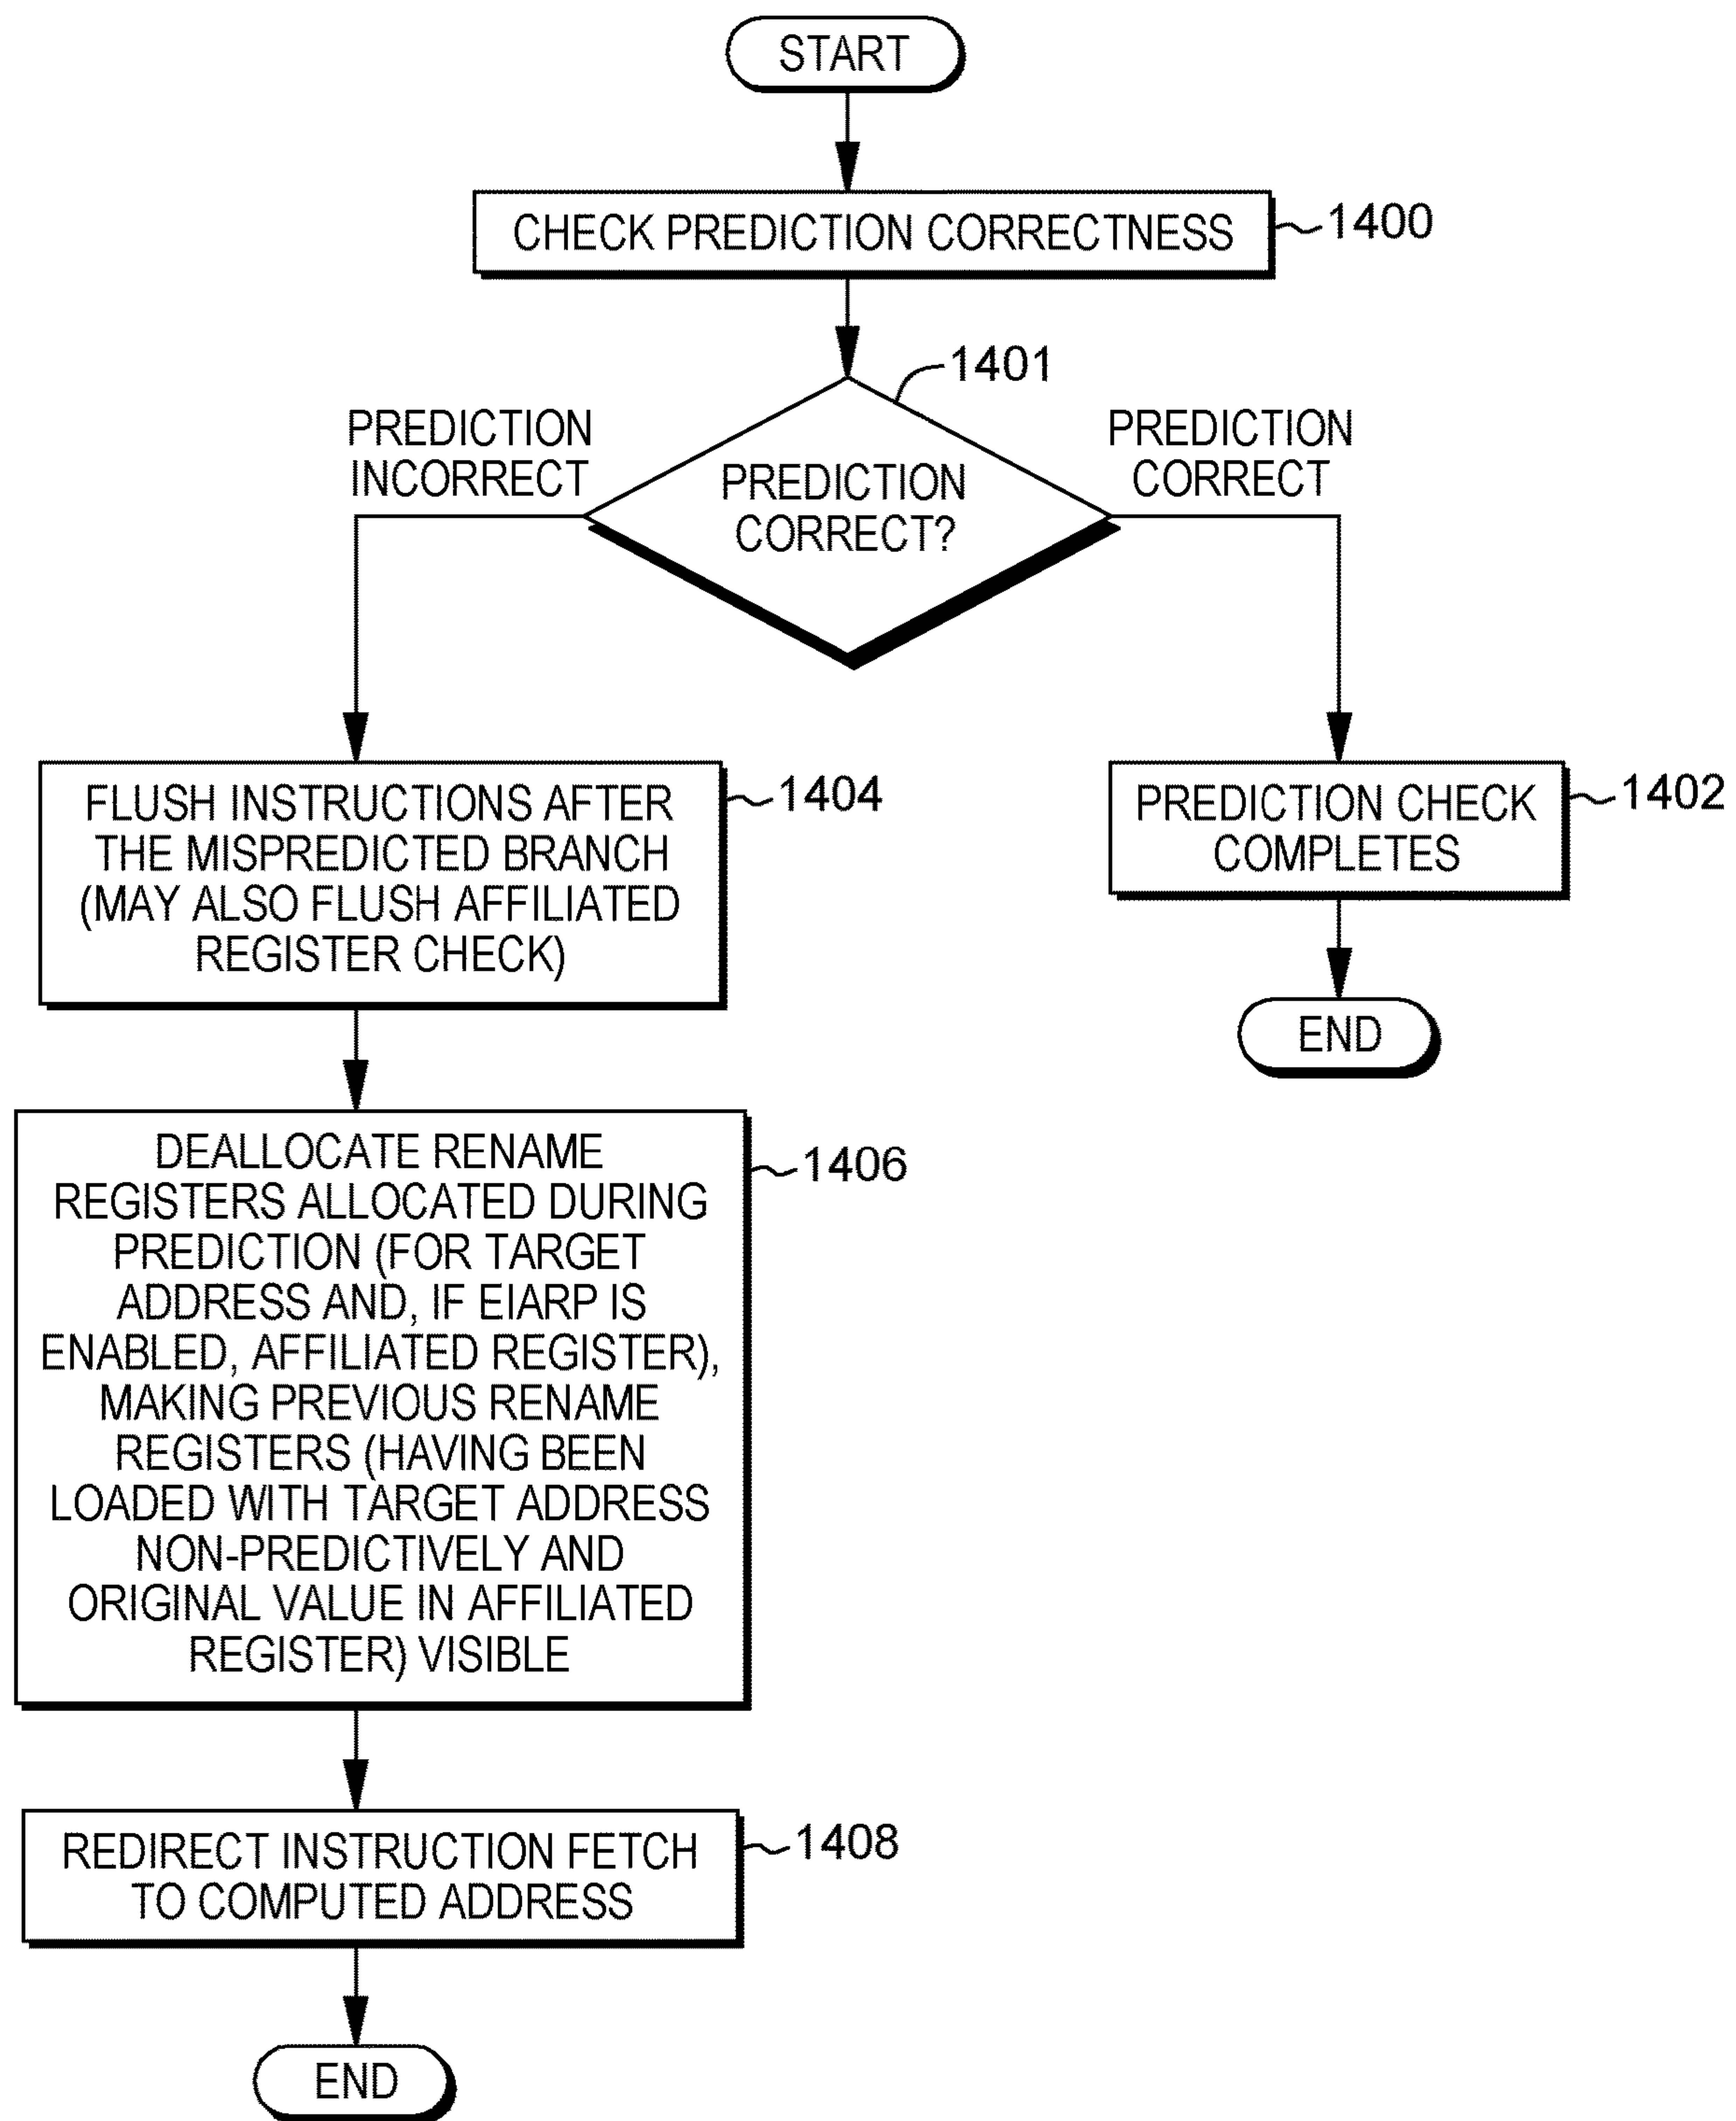 START
CHECK PREDICTION CORRECTNESS
1400
1401
PREDICTION
INCORRECT
PREDICTION
CORRECT?
PREDICTION
CORRECT
FLUSH INSTRUCTIONS AFTER
THE MISPREDICTED BRANCH
(MAY ALSO FLUSH AFFILIATED
REGISTER CHECK)
1404
PREDICTION CHECK
COMPLETES
1402
END
DEALLOCATE RENAME
REGISTERS ALLOCATED DURING
PREDICTION (FOR TARGET
ADDRESS AND, IF EIARP IS
ENABLED, AFFILIATED REGISTER),
MAKING PREVIOUS RENAME
REGISTERS (HAVING BEEN
LOADED WITH TARGET ADDRESS
NON-PREDICTIVELY AND
ORIGINAL VALUE IN AFFILIATED
REGISTER) VISIBLE
1406
REDIRECT INSTRUCTION FETCH
TO COMPUTED ADDRESS
1408
END